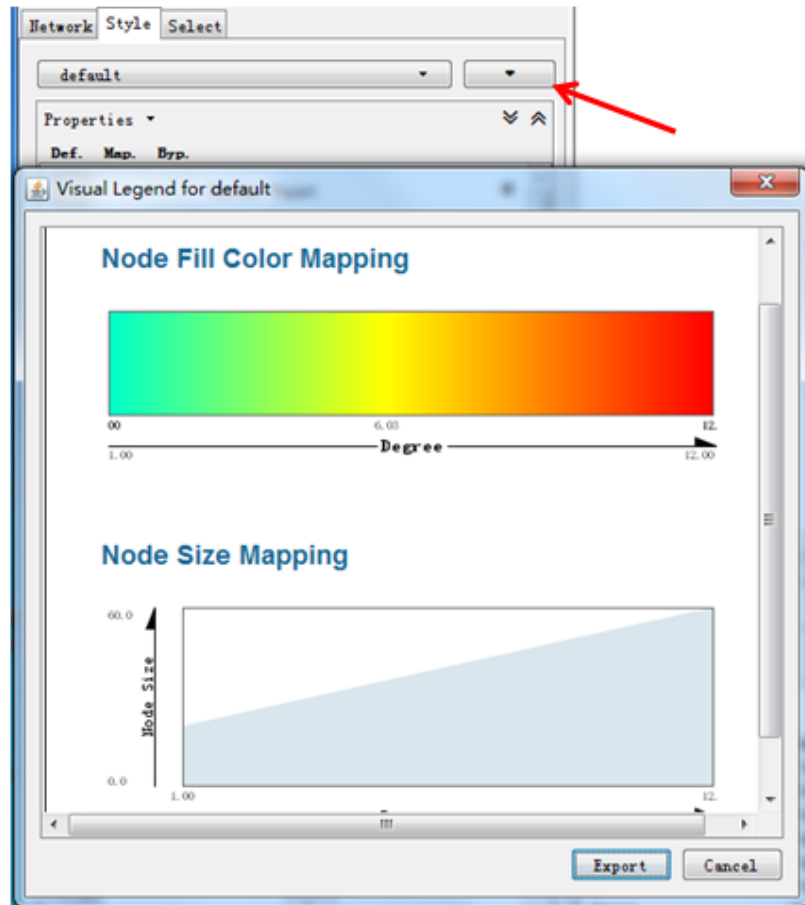 Network Style Select
default
Properties
Def. Map. Byp.
Visual Legend for default
Node Fill Color Mapping
00 6.03 12.
Degree
1.00 12.00
Node Size Mapping
60.0
Node Size
0.0
1.00 12.
Export Cancel